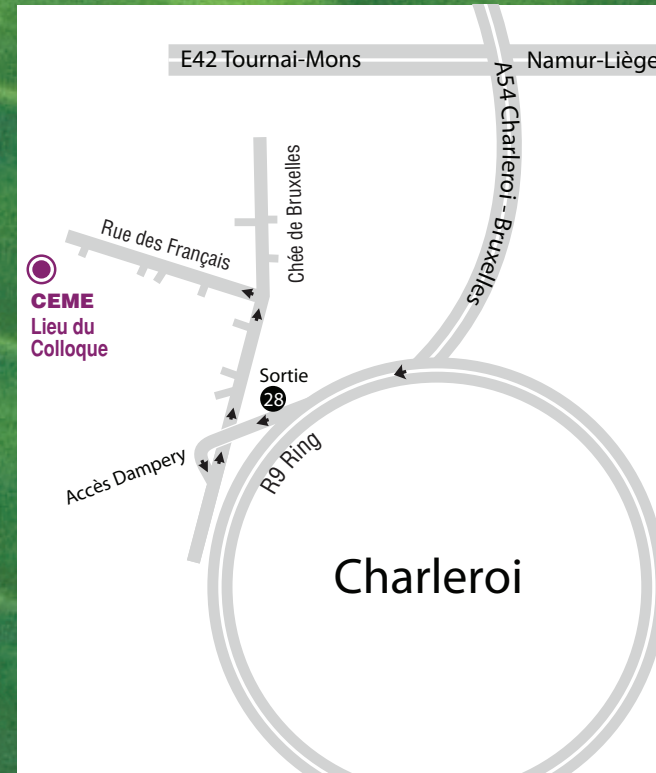 E42 Tournai-Mons
Namur-Liège
A54 Charleroi - Bruxelles
Chée de Bruxelles
Rue des Français
CEME
Lieu du
Colloque
Sortie
28
R9 Ring
Accès Dampery
Charleroi